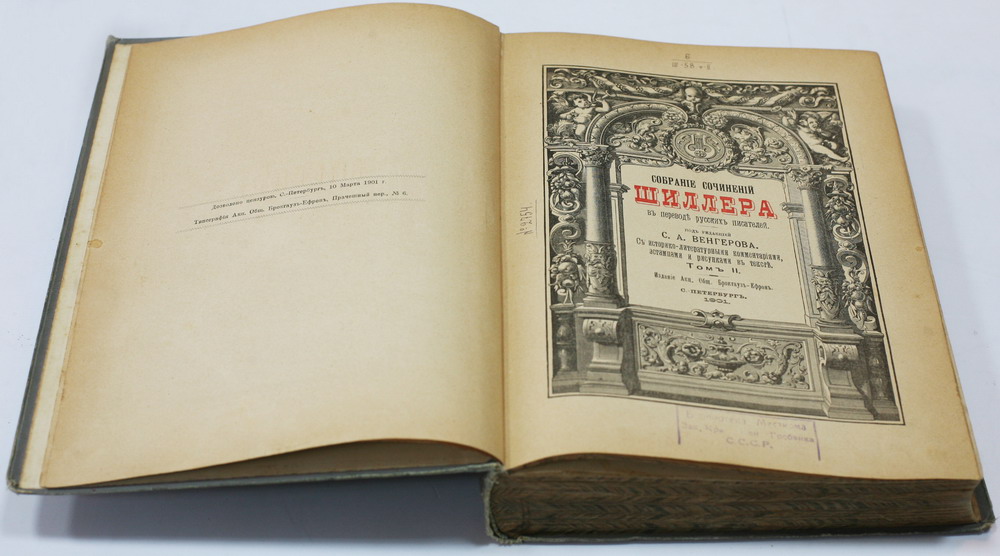 Дозволено цензурою. С.-Петербургъ, 10 Марта 1901 г.
Типографія Акц. Общ. Брокгаузъ-Ефронъ, Прачешный пер., № 6.
СОБРАНІЕ СОЧИНЕНІЙ
ШИЛЛЕРА
въ переводѣ русскихъ писателей.
подъ редакціей
С. А. ВЕНГЕРОВА,
Съ историко-литературными комментаріями,
эстампами и рисунками въ текстѣ.
Томъ II.
Изданіе Акц. Общ. Брокгаузъ-Ефронъ.
С. ПЕТЕРБУРГЪ,
1901.
С.С.С.Р.